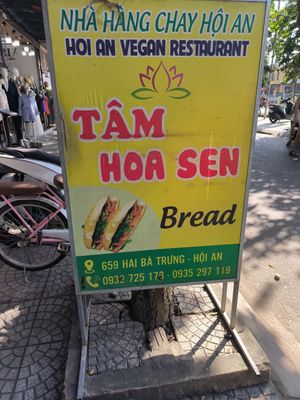 NHÀ HÀNG CHAY HỘI AN
HOI AN VEGAN RESTAURANT
TÂM
HOA SEN
Bread
659 HAI BÀ TRƯNG - HỘI AN
0932 725 178 - 0935 297 119